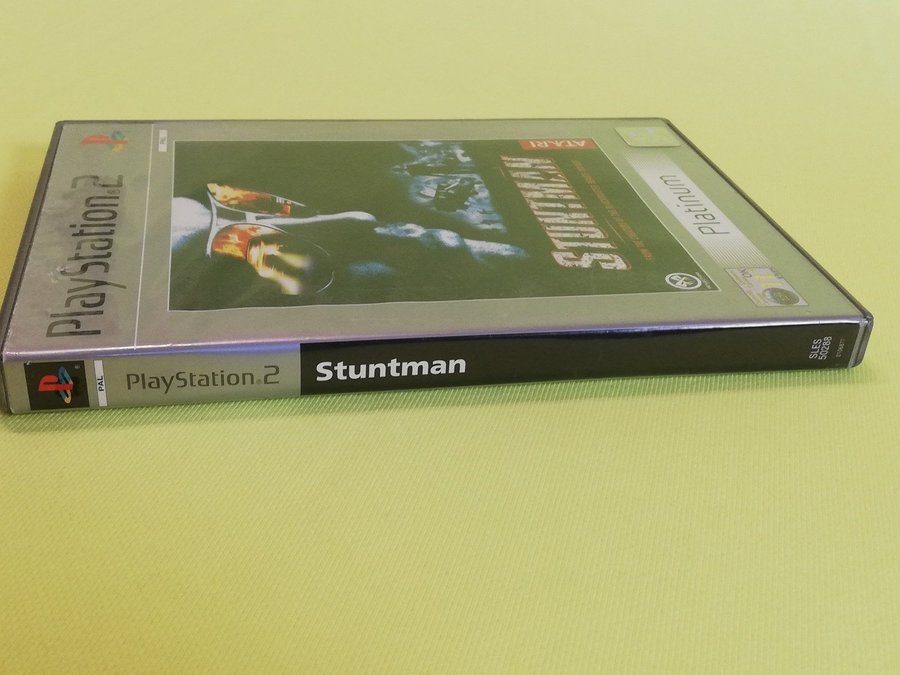 PlayStation®2
PAL
ATARI
STUNTMAN
Platinum
PAL
PlayStation®2
Stuntman
SLES
50288